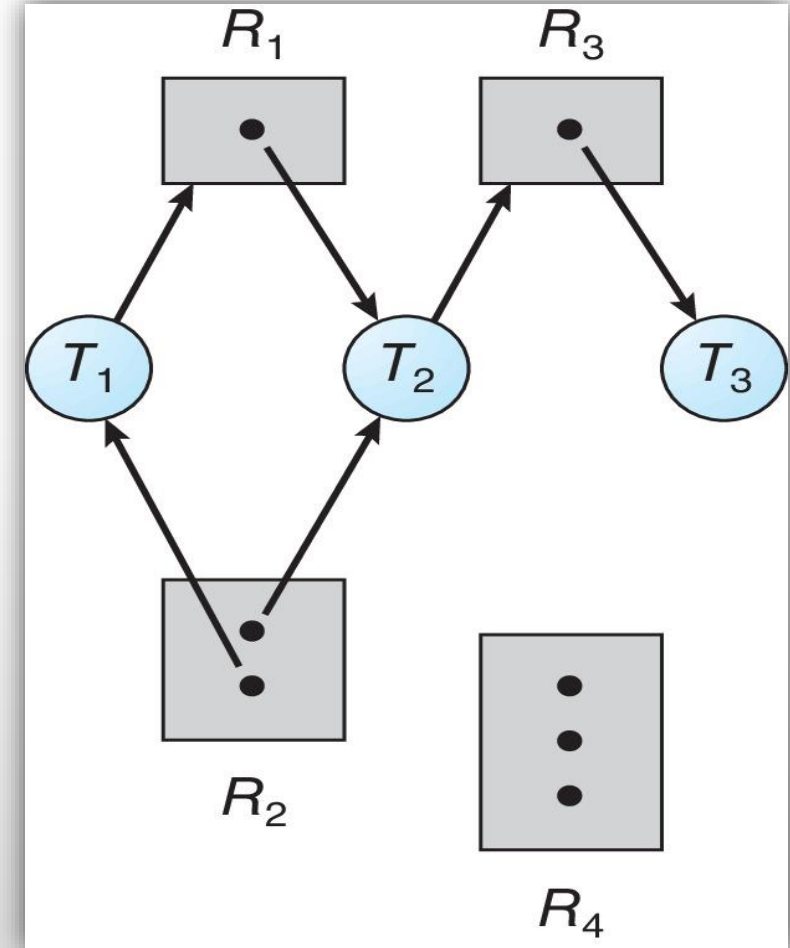 R₁ R₃
T₁ T₂ T₃
R₂
R₄